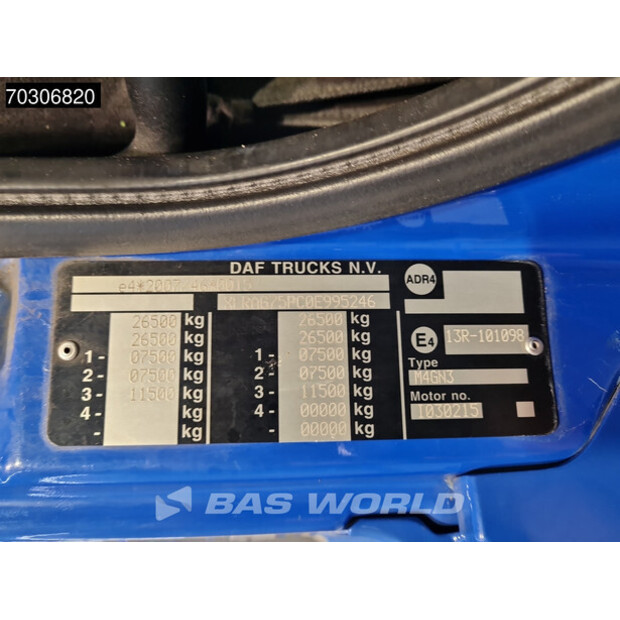 70306820
DAF TRUCKS N.V.
ADR4
26500 kg 26500 kg
26500 kg 26500 kg
E4 13R-101098
1- 07500 kg 1- 07500 kg
Type
2- 07500 kg 2- 07500 kg
M4GN3
3- 11500 kg 3- 11500 kg
Motor no.
4- kg 4- 00000 kg
1030215
- kg - 00000 kg
BAS WORLD